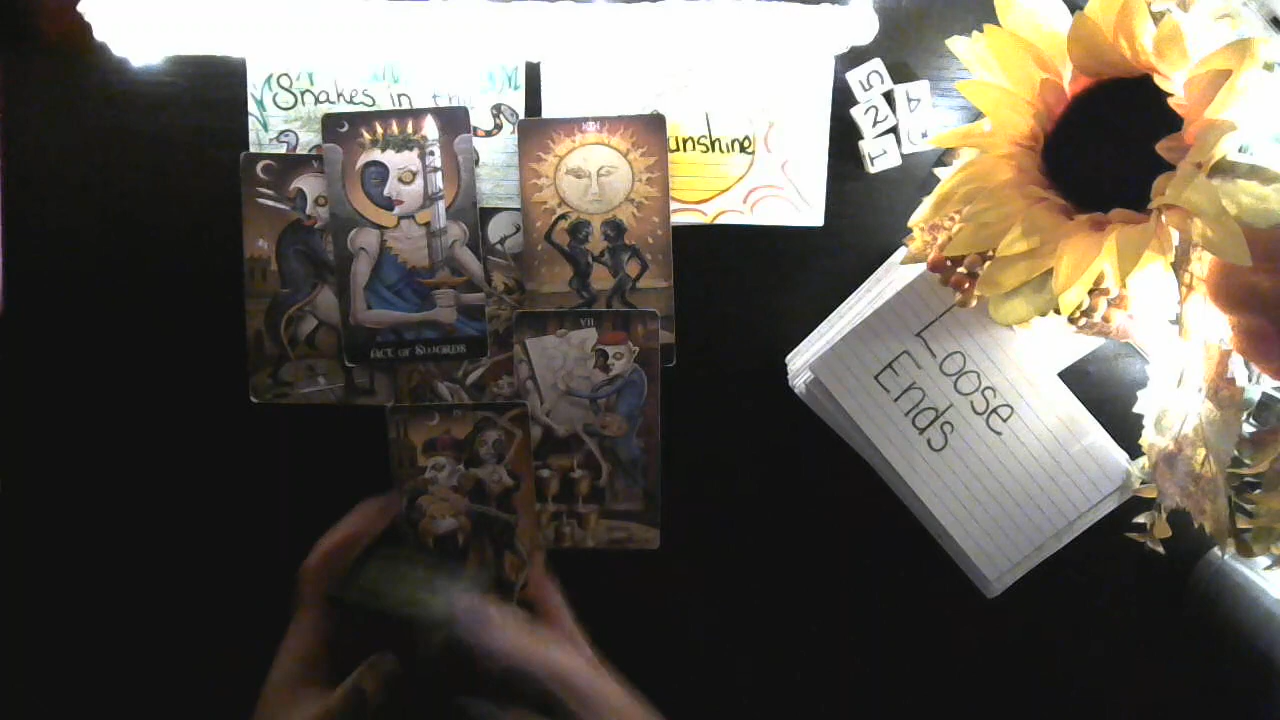 Snakes in the
unshine
XIX
ACE OF SWORDS
VII
5
2
1
Loose
Ends